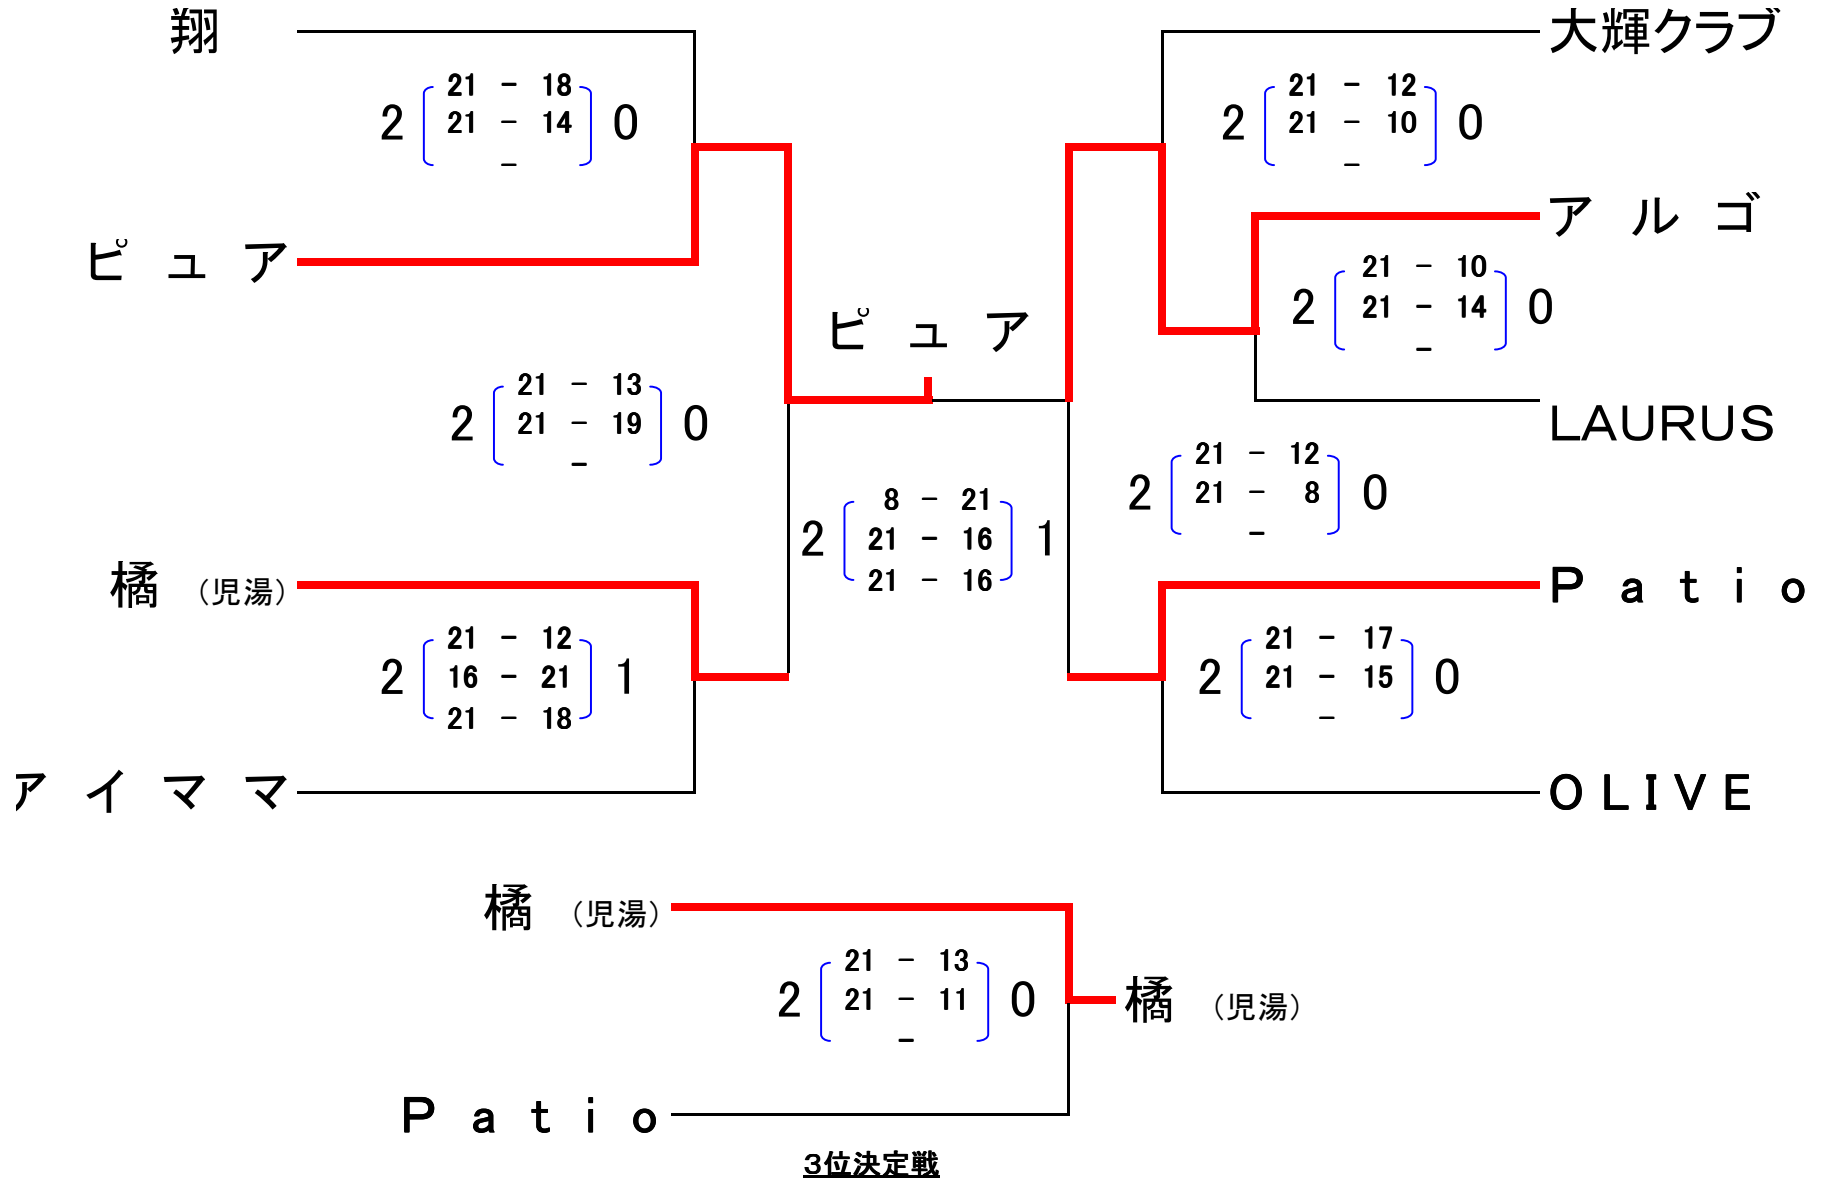 翔
21 － 18
2 21 － 14 0
－
ピュア
2 21 － 13 0
21 － 19
－
橘 （児湯）
21 － 12
2 16 － 21 1
21 － 18
アイママ
ピュア
8 － 21
2 21 － 16 1
21 － 16
大輝クラブ
21 － 12
2 21 － 10 0
－
アルゴ
21 － 10
2 21 － 14 0
－
LAURUS
21 － 12
2 21 － 8 0
－
Ｐａｔｉｏ
21 － 17
2 21 － 15 0
－
ＯＬＩＶＥ
橘 （児湯）
21 － 13
2 21 － 11 0
－
橘 （児湯）
Ｐａｔｉｏ
３位決定戦